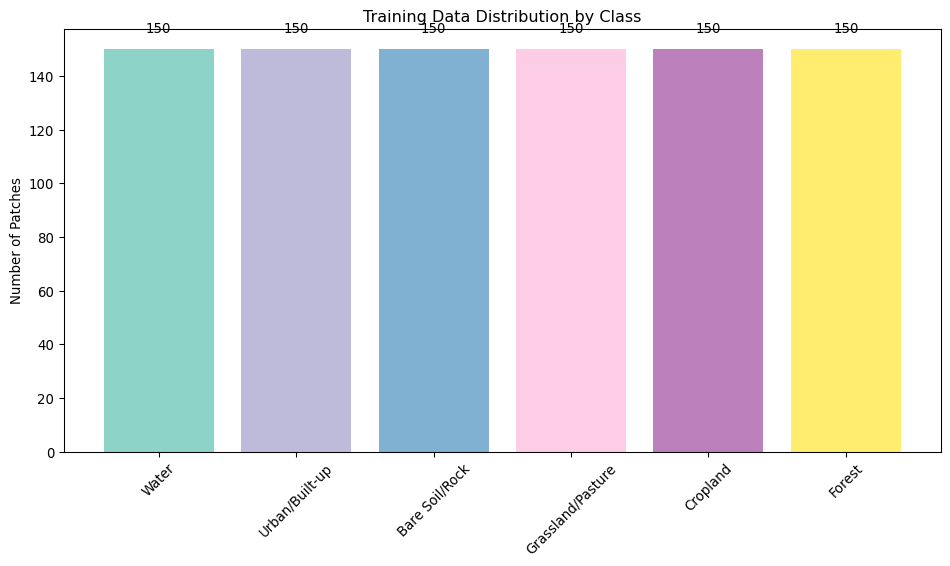 Training Data Distribution by Class
150 150 150 150 150 150
Number of Patches
140
120
100
80
60
40
20
0
Water
Urban/Built-up
Bare Soil/Rock
Grassland/Pasture
Cropland
Forest